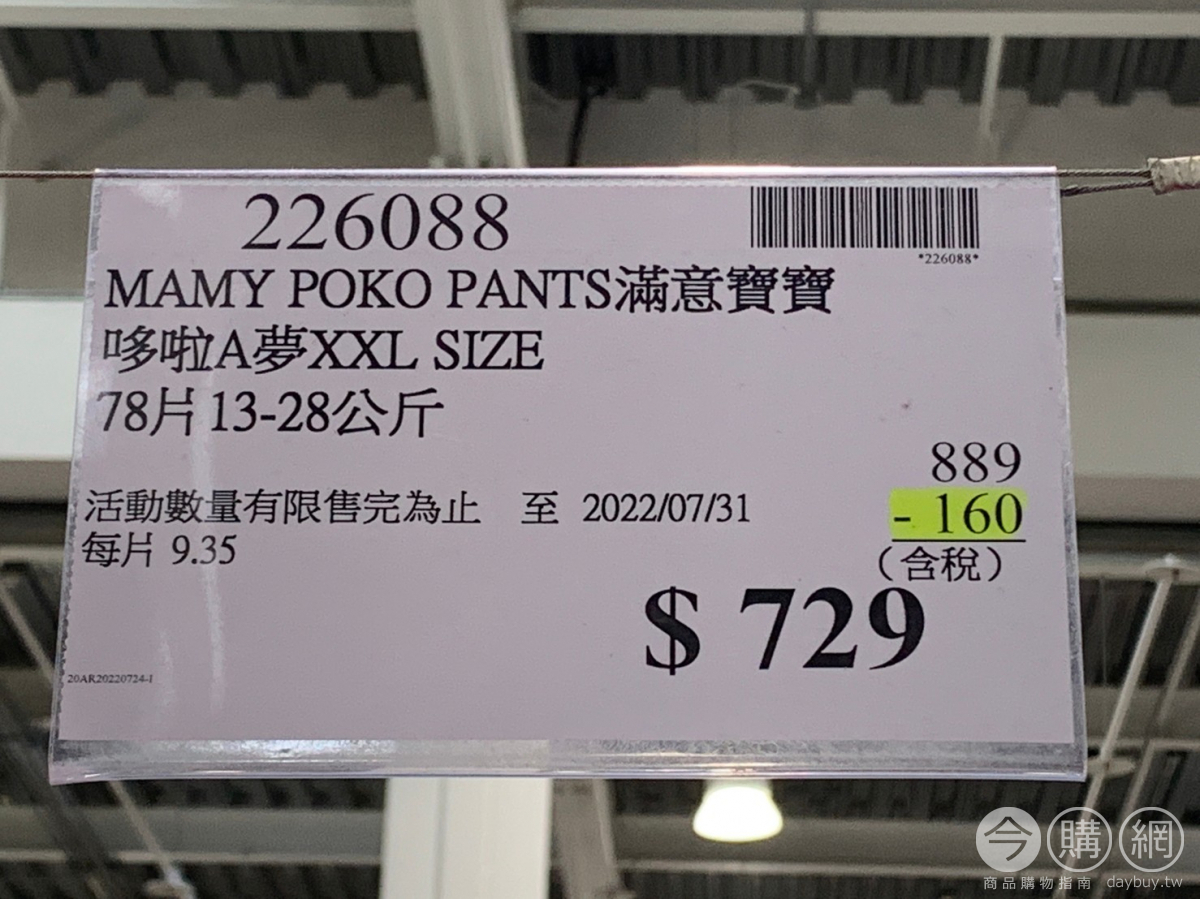 226088
*226088*
MAMY POKO PANTS滿意寶寶
哆啦A夢XXL SIZE
78片13-28公斤
889
- 160
活動數量有限售完為止 至 2022/07/31
每片 9.35
(含稅)
$ 729
20AR20220724-1
今購網
商品購物指南 daybuy.tw